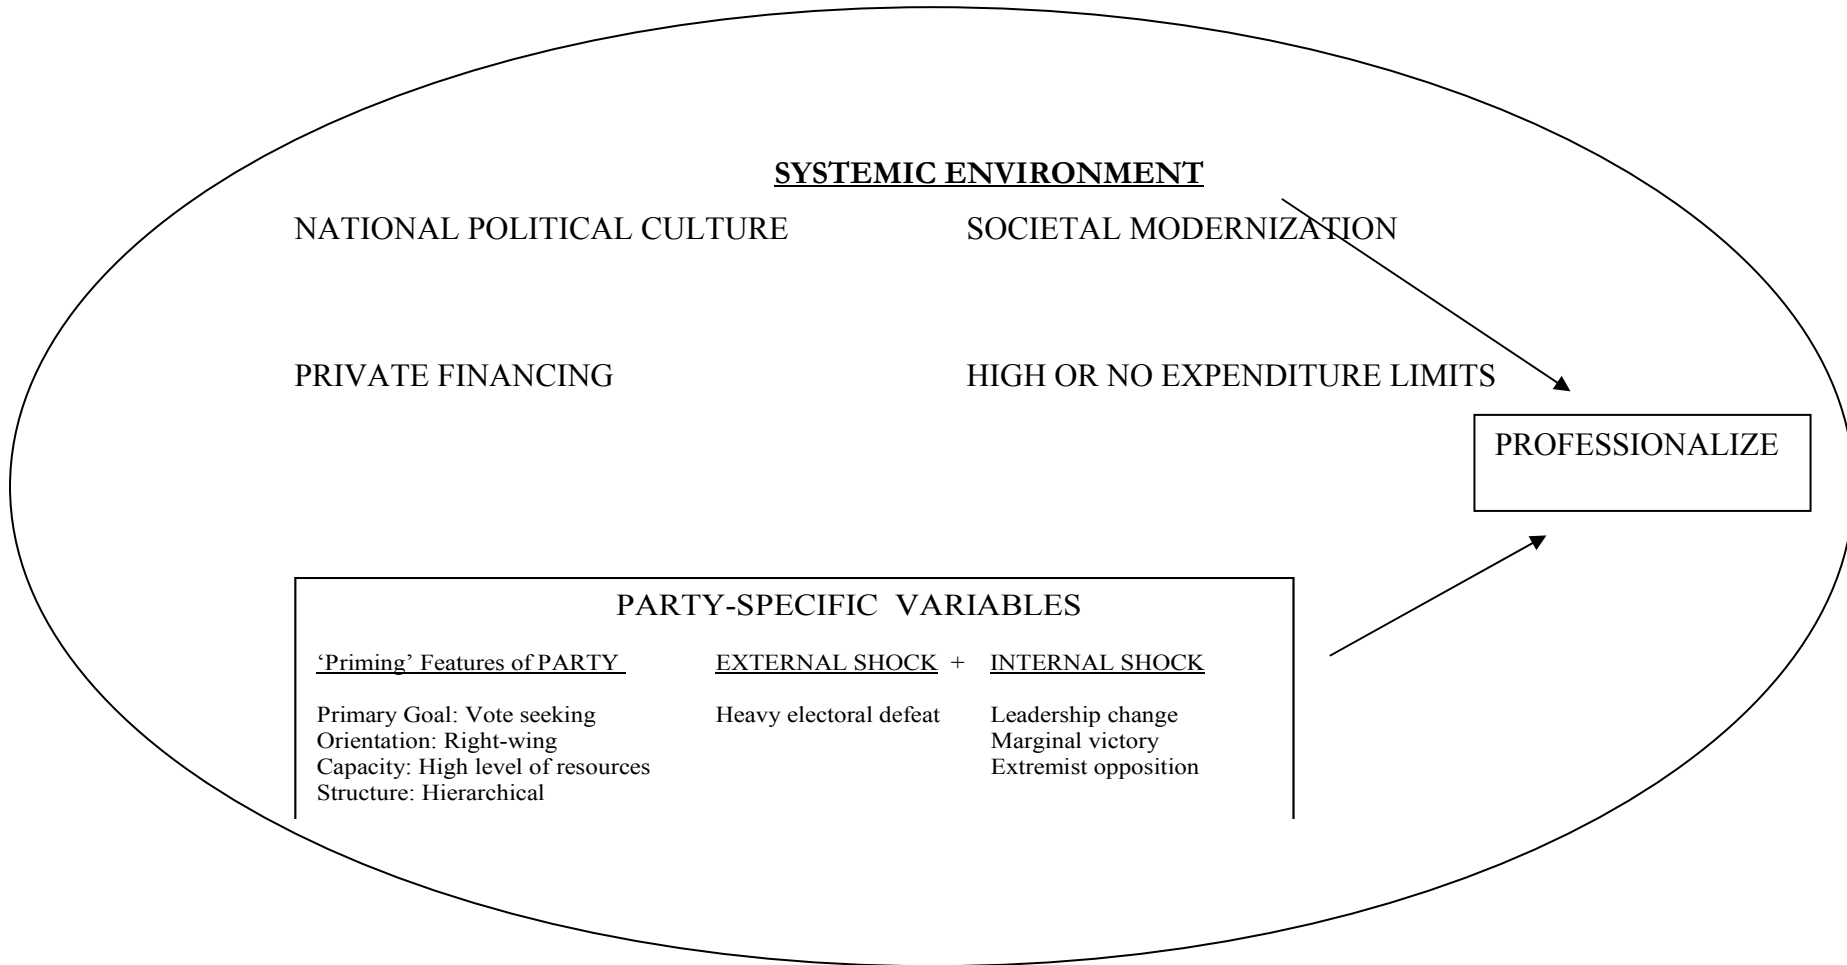 SYSTEMIC ENVIRONMENT
NATIONAL POLITICAL CULTURE SOCIETAL MODERNIZATION
PRIVATE FINANCING HIGH OR NO EXPENDITURE LIMITS
PROFESSIONALIZE
PARTY-SPECIFIC VARIABLES
‘Priming’ Features of PARTY EXTERNAL SHOCK + INTERNAL SHOCK
Primary Goal: Vote seeking Heavy electoral defeat Leadership change
Orientation: Right-wing Marginal victory
Capacity: High level of resources Extremist opposition
Structure: Hierarchical